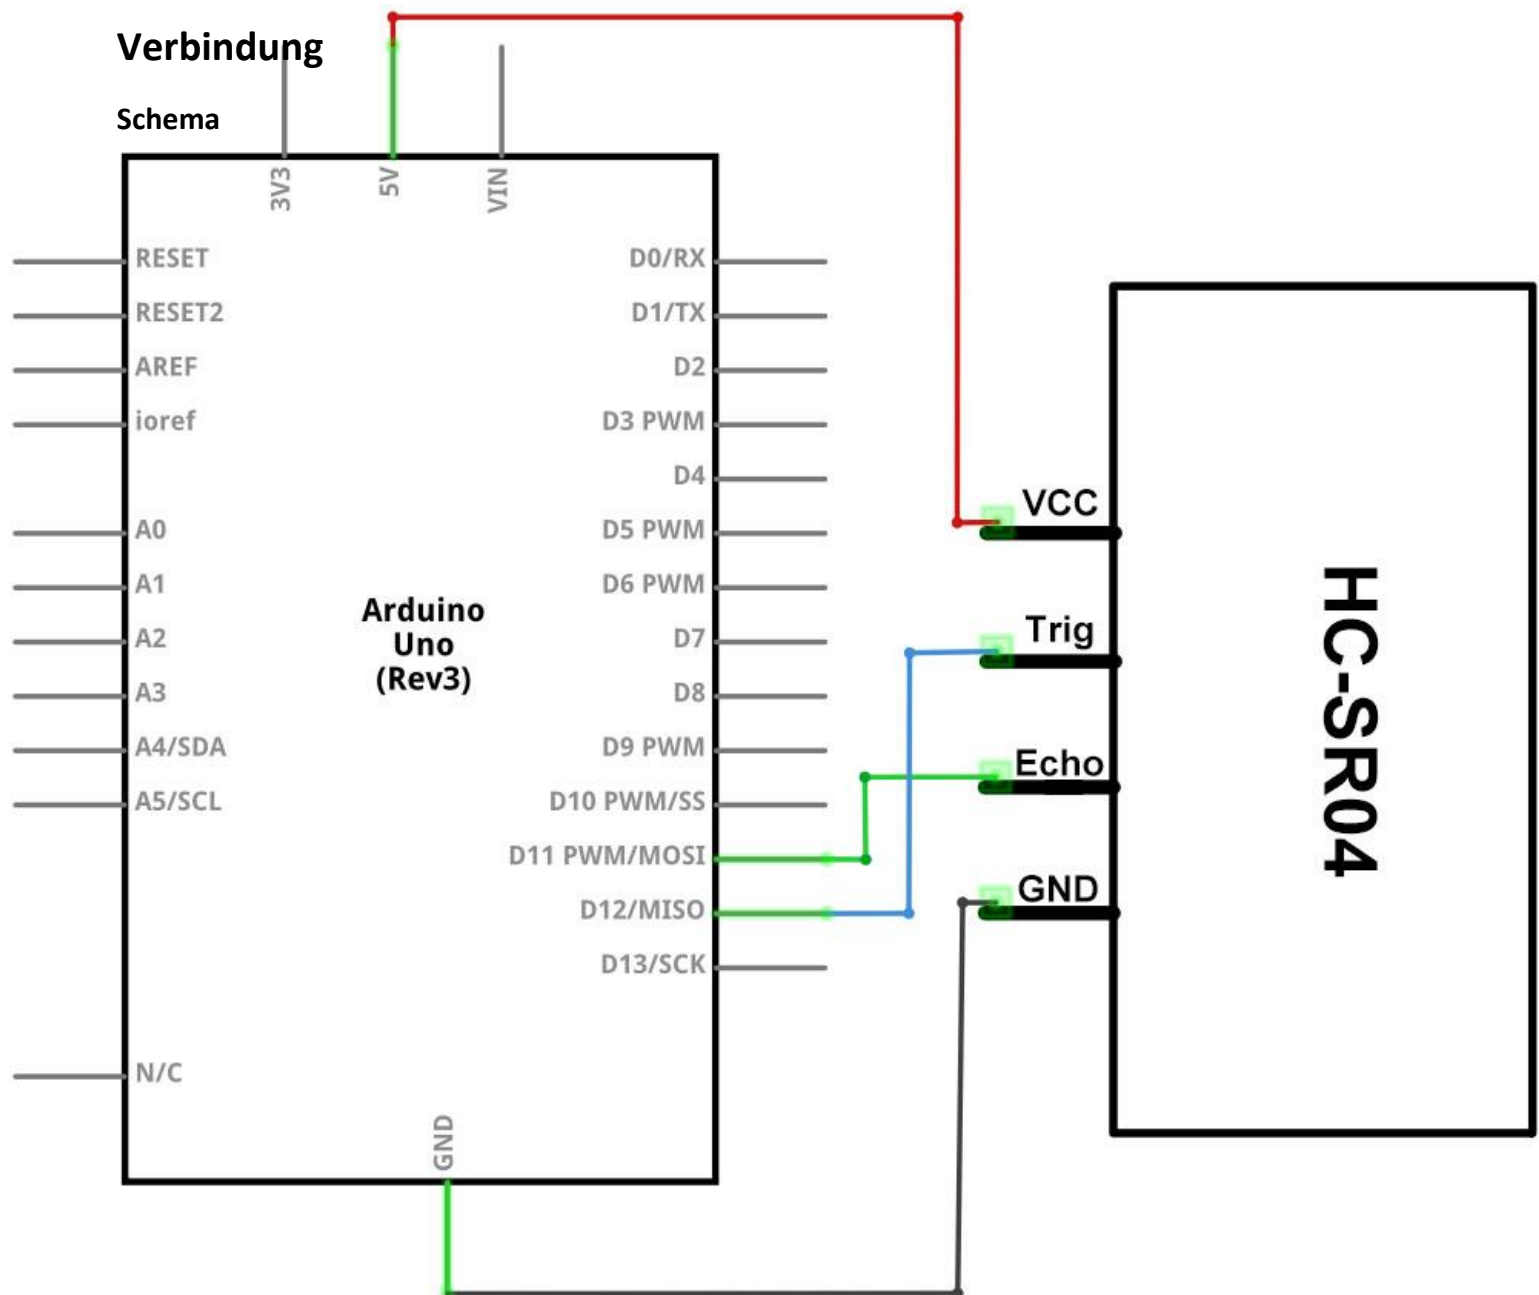 Verbindung
Schema
3V3
5V
VIN
RESET
RESET2
AREF
ioref
A0
A1
A2
A3
A4/SDA
A5/SCL
N/C
Arduino
Uno
(Rev3)
D0/RX
D1/TX
D2
D3 PWM
D4
D5 PWM
D6 PWM
D7
D8
D9 PWM
D10 PWM/SS
D11 PWM/MOSI
D12/MISO
D13/SCK
GND
VCC
Trig
Echo
GND
HC-SR04